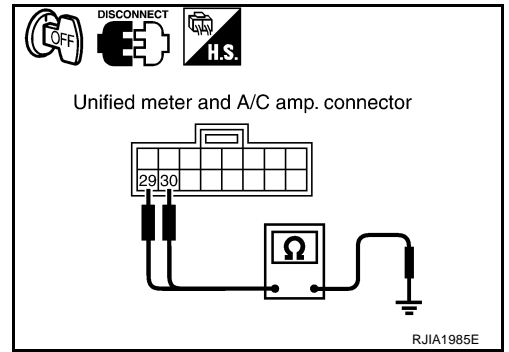 OFF
DISCONNECT
H.S.
Unified meter and A/C amp. connector
29 30
Ω
RJIA1985E